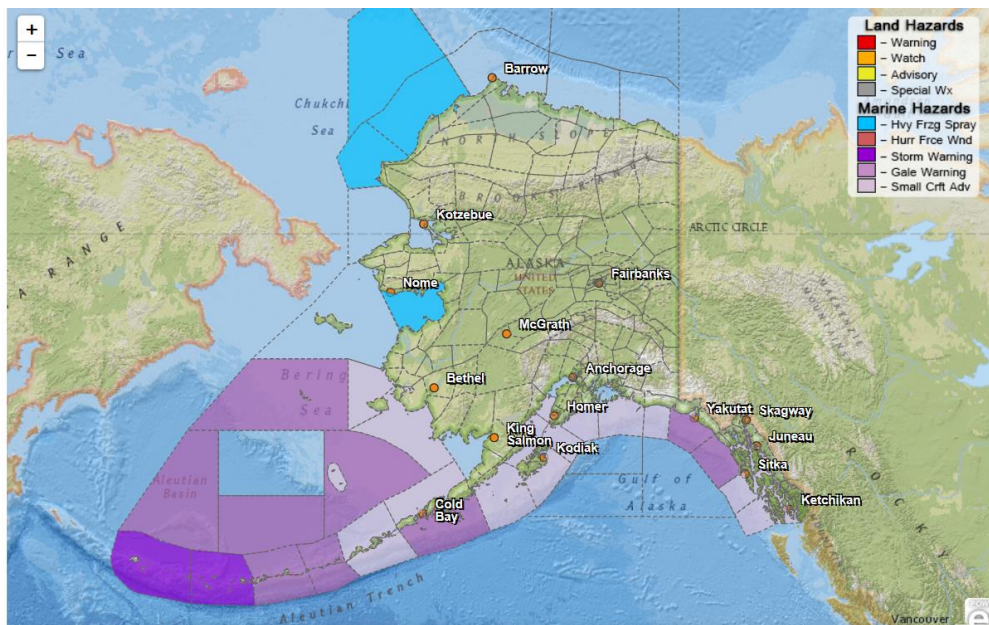 +
−
Land Hazards
– Warning
– Watch
– Advisory
– Special Wx
Marine Hazards
– Hvy Frzg Spray
– Hurr Frce Wnd
– Storm Warning
– Gale Warning
– Small Crft Adv
Sea
Chukchi
Sea
Barrow
NORTH SLOPE
BROOKS RANGE
Kotzebue
ARCTIC CIRCLE
RANGE
ALASKA
UNITED
STATES
Fairbanks
Nome
McGrath
Anchorage
Bering
Sea
Bethel
Homer
Yakutat
Skagway
King
Salmon
Kodiak
Juneau
Sitka
Gulf of
Alaska
Aleutian
Basin
Cold
Bay
Ketchikan
ROCKY
Aleutian Trench
Vancouver